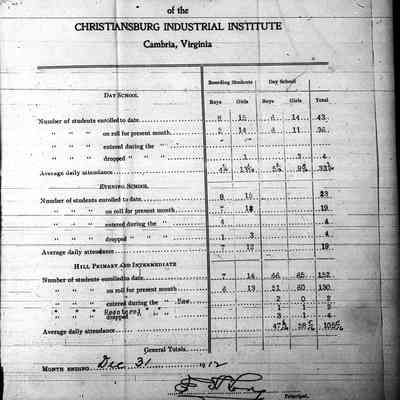 of the
CHRISTIANSBURG INDUSTRIAL INSTITUTE
Cambria, Virginia
Boarding Students Day School
DAY SCHOOL Boys Girls Boys Girls Total
Number of students enrolled to date 8 15 6 14 43
" " " on roll for present month 5 14 6 11 36
" " " entered during the " "
" " " dropped " " " 1 3 4
Average daily attendance
EVENING SCHOOL
Number of students enrolled to date 8 15 23
" " " on roll for present month 7 12 19
" " " entered during the " " 4 4
" " " dropped " " " 1 3 4
Average daily attendance 7 12 19
HILL PRIMARY AND INTERMEDIATE
Number of students enrolled to date 7 14 66 65 152
" " " on roll for present month 6 13 51 60 130
" " " entered during the " New 2 0 2
" " " Reentered " "
dropped 3 1 4
Average daily attendance
General Totals
MONTH ENDING Dec 31 1912
Principal.